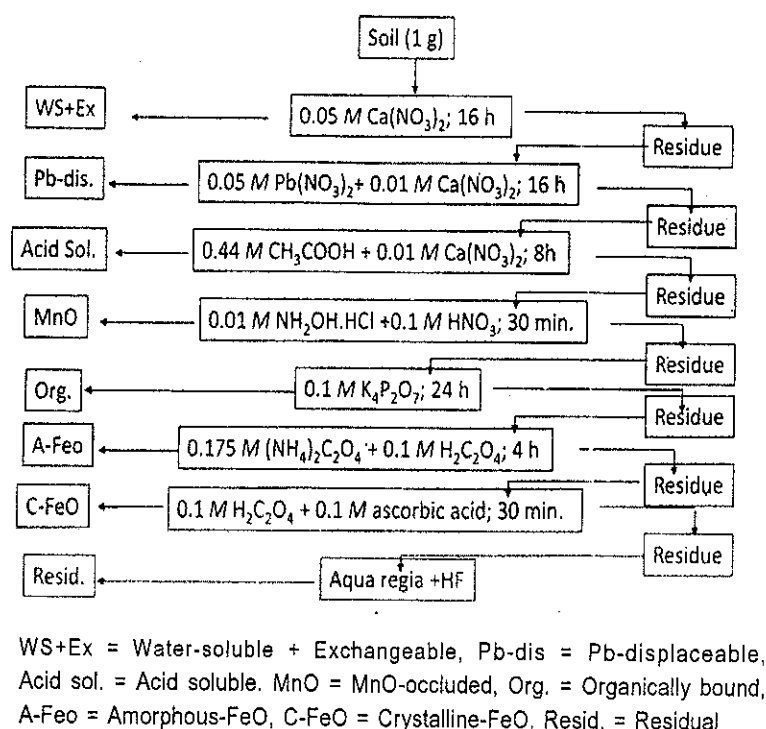 Soil (1 g)
WS+Ex
0.05 M Ca(NO₃)₂; 16 h
Residue
Pb-dis.
0.05 M Pb(NO₃)₂+ 0.01 M Ca(NO₃)₂; 16 h
Residue
Acid Sol.
0.44 M CH₃COOH + 0.01 M Ca(NO₃)₂; 8h
Residue
MnO
0.01 M NH₂OH.HCl +0.1 M HNO₃; 30 min.
Residue
Org.
0.1 M K₄P₂O₇; 24 h
Residue
A-Feo
0.175 M (NH₄)₂C₂O₄ + 0.1 M H₂C₂O₄; 4 h
Residue
C-FeO
0.1 M H₂C₂O₄ + 0.1 M ascorbic acid; 30 min.
Residue
Resid.
Aqua regia +HF
WS+Ex = Water-soluble + Exchangeable, Pb-dis = Pb-displaceable,
Acid sol. = Acid soluble. MnO = MnO-occluded, Org. = Organically bound,
A-Feo = Amorphous-FeO, C-FeO = Crystalline-FeO. Resid. = Residual